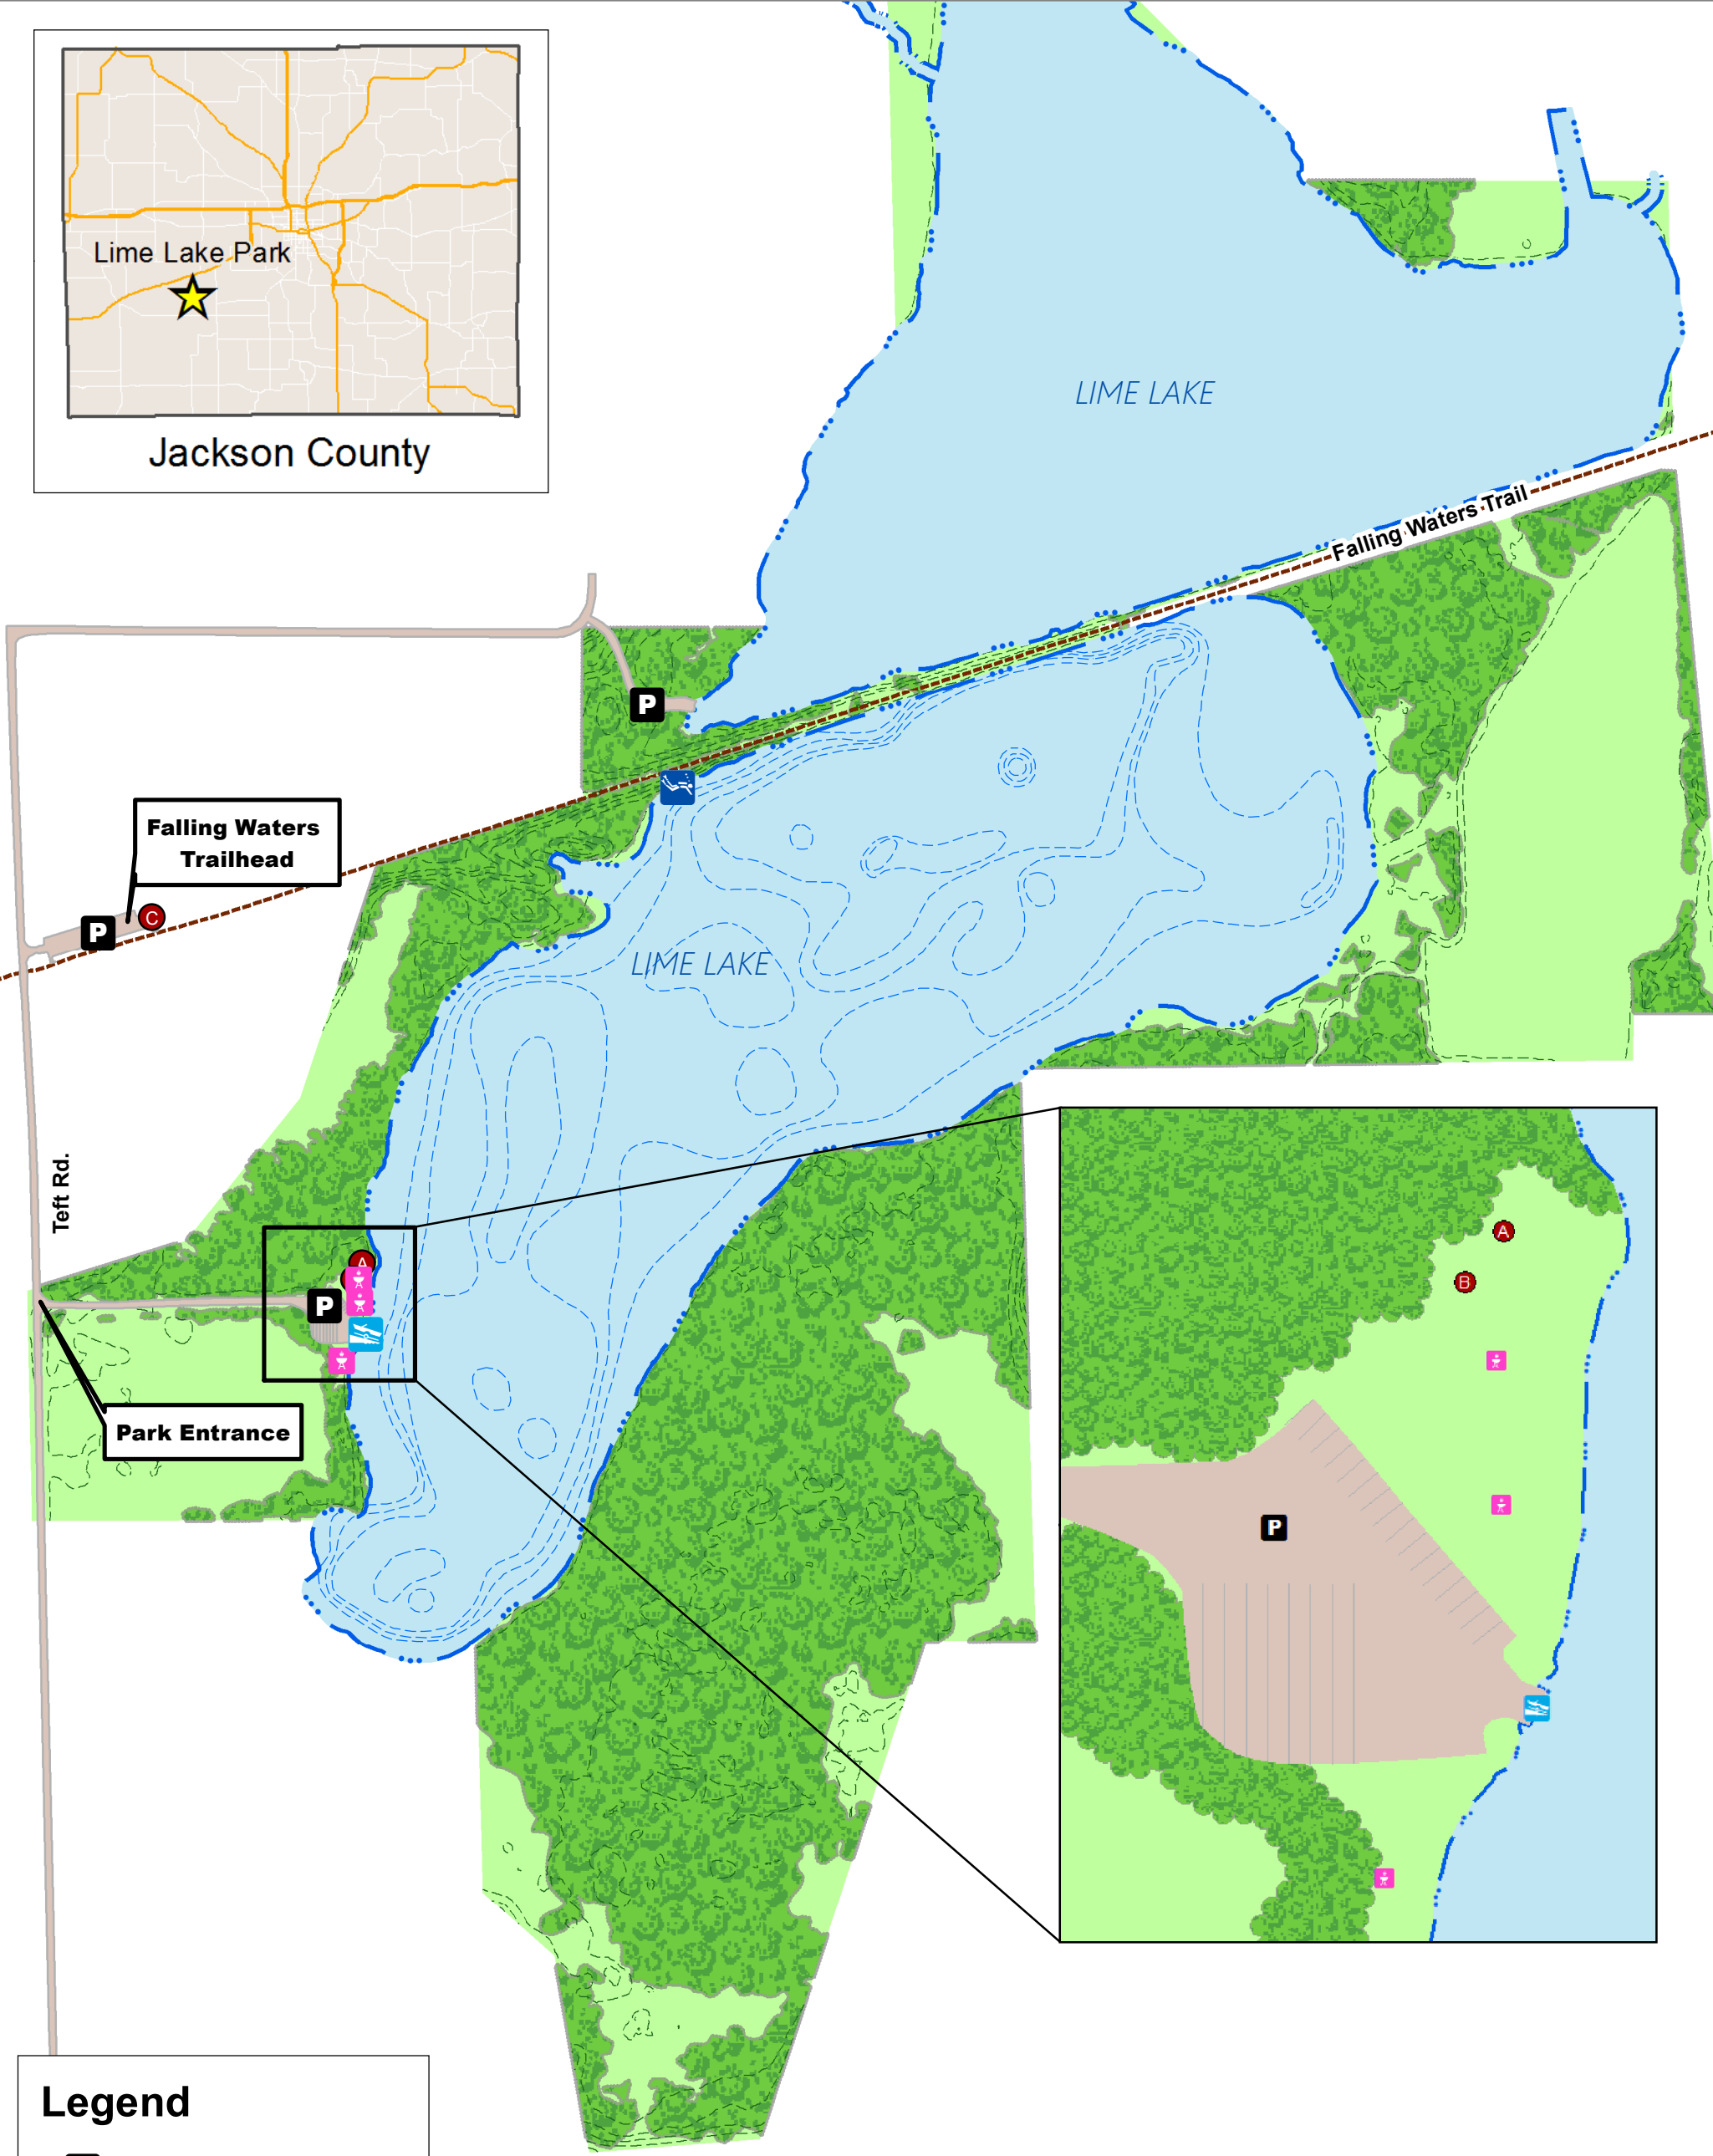 Lime Lake Park
Jackson County
LIME LAKE
Falling Waters Trail
P
Falling Waters
Trailhead
P
C
LIME LAKE
Teft Rd.
A
P
Park Entrance
A
B
P
Legend